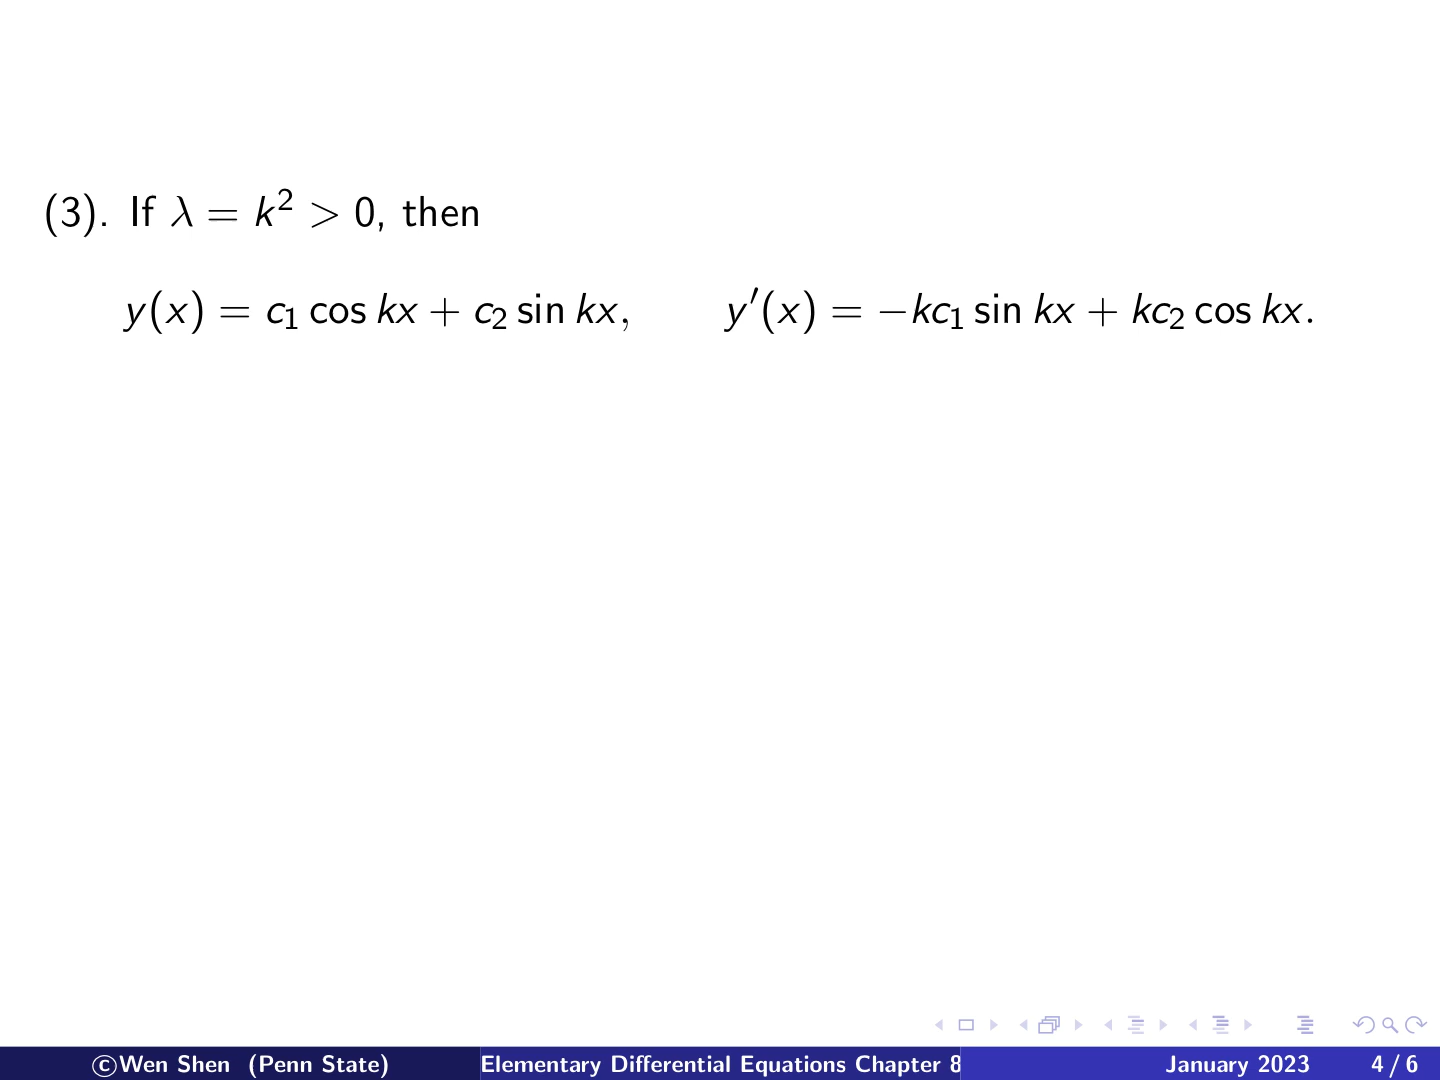 (3). If λ = k² > 0, then
y(x) = c₁ cos kx + c₂ sin kx, y′(x) = −kc₁ sin kx + kc₂ cos kx.
©Wen Shen (Penn State) Elementary Differential Equations Chapter 8 January 2023 4 / 6